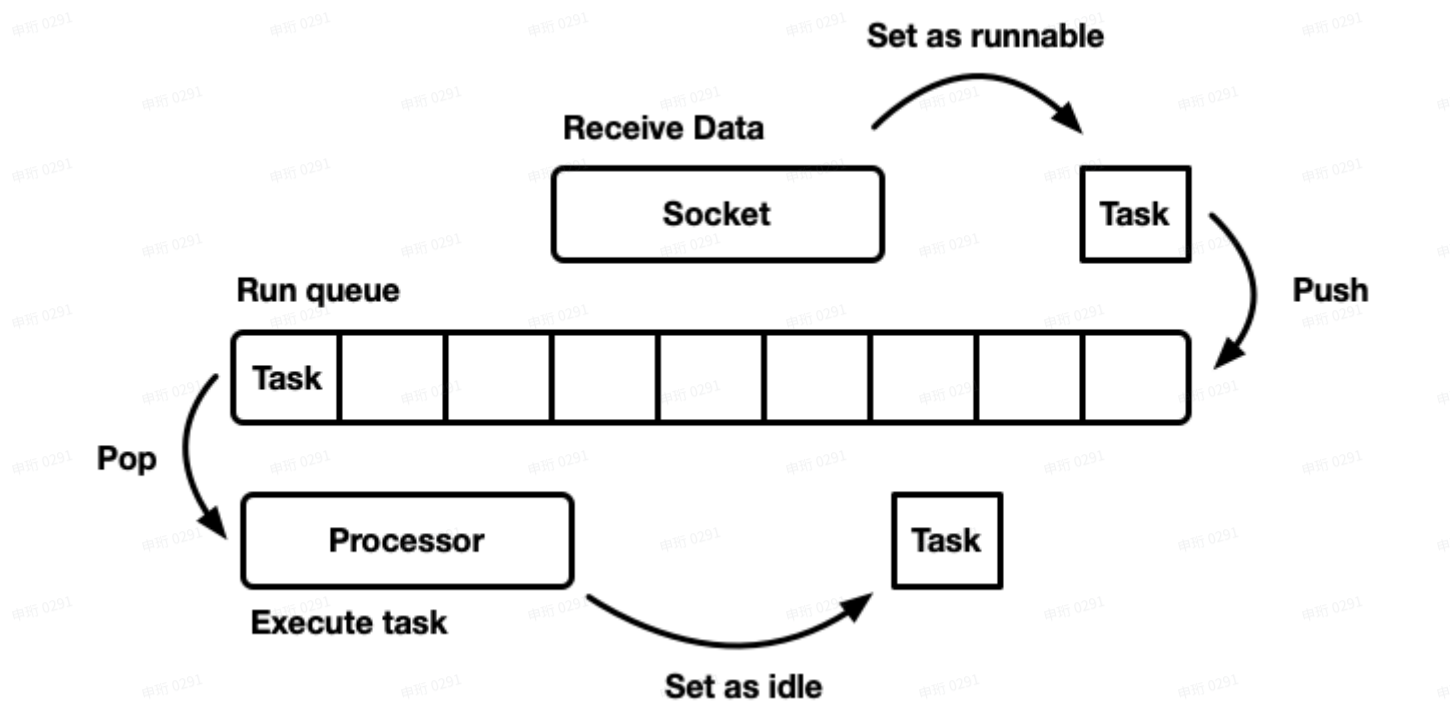 Set as runnable
Receive Data
Socket
Task
Run queue
Push
Task
Pop
Processor
Task
Execute task
Set as idle